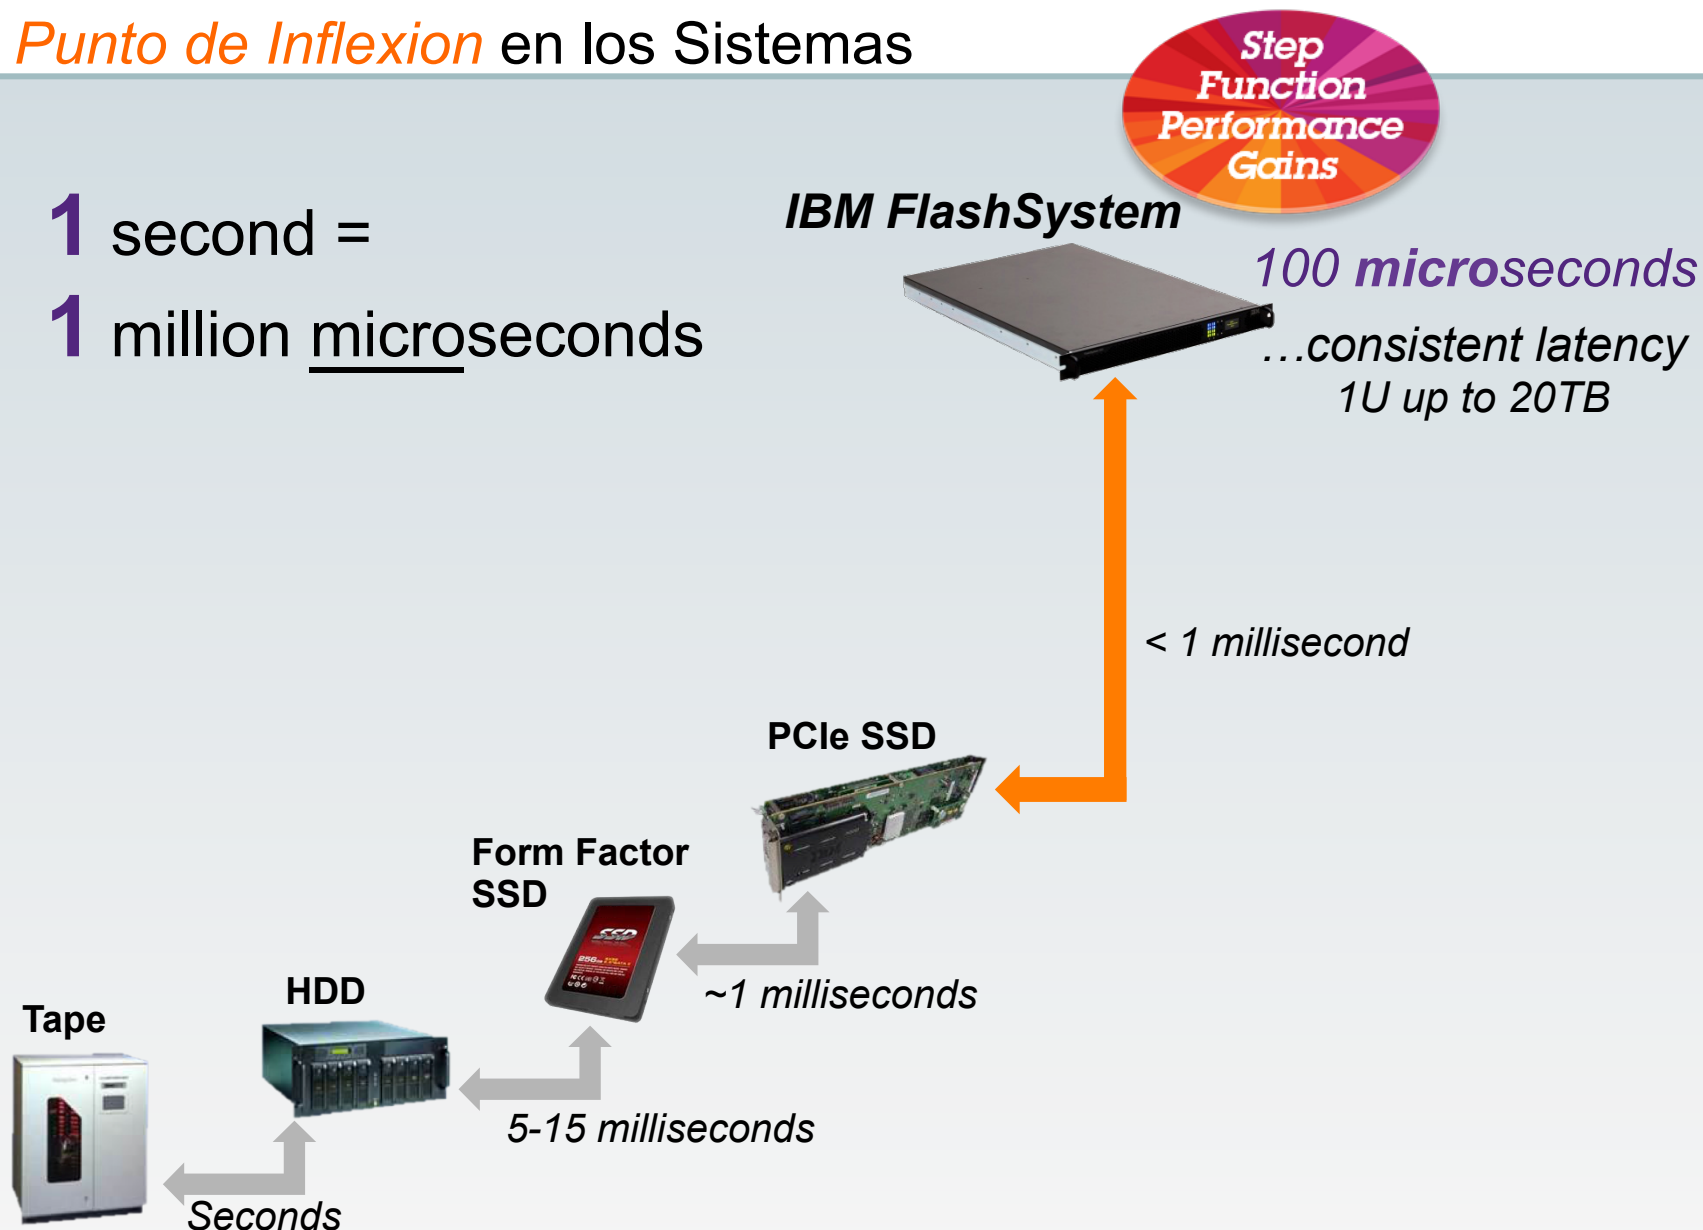 Punto de Inflexion en los Sistemas
Step
Function
Performance
Gains
1 second =
1 million microseconds
IBM FlashSystem
100 microseconds
...consistent latency
1U up to 20TB
< 1 millisecond
PCIe SSD
Form Factor
SSD
SSD
256
~1 milliseconds
HDD
5-15 milliseconds
Tape
Seconds